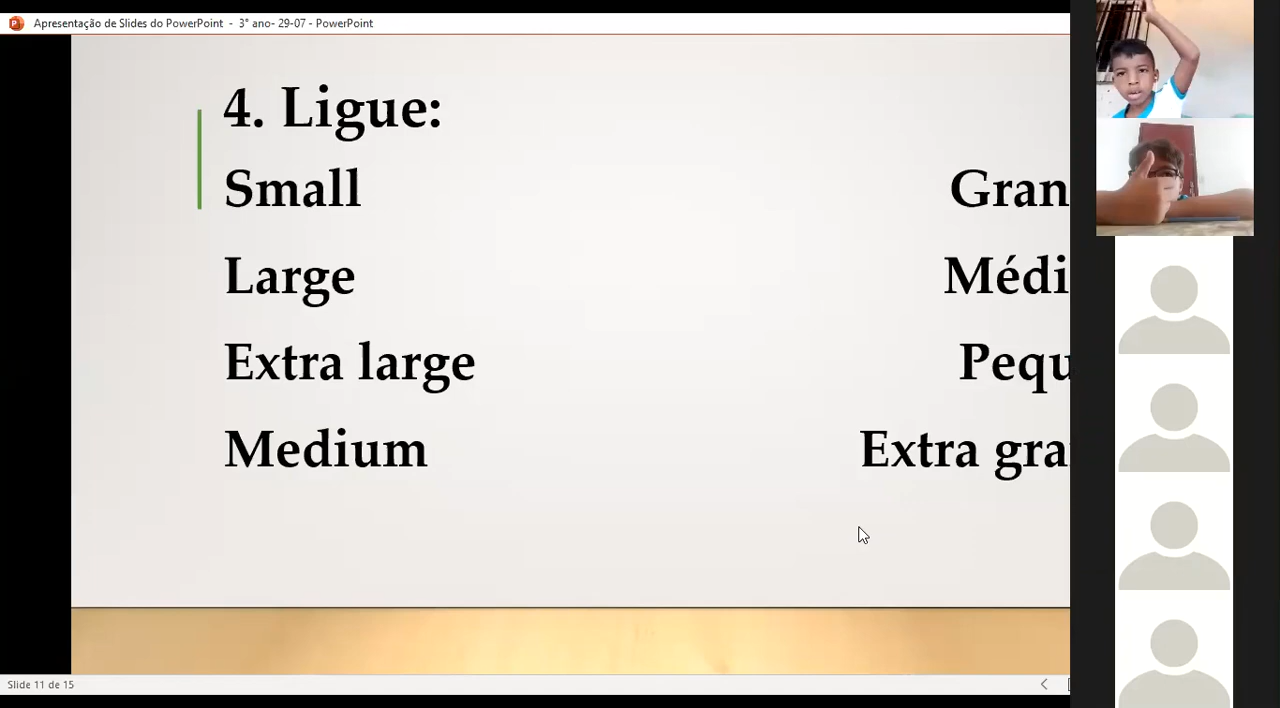 Apresentação de Slides do PowerPoint - 3° ano- 29-07 - PowerPoint
4. Ligue:
Small Gran
Large Médi
Extra large Pequ
Medium Extra gra
Slide 11 de 15